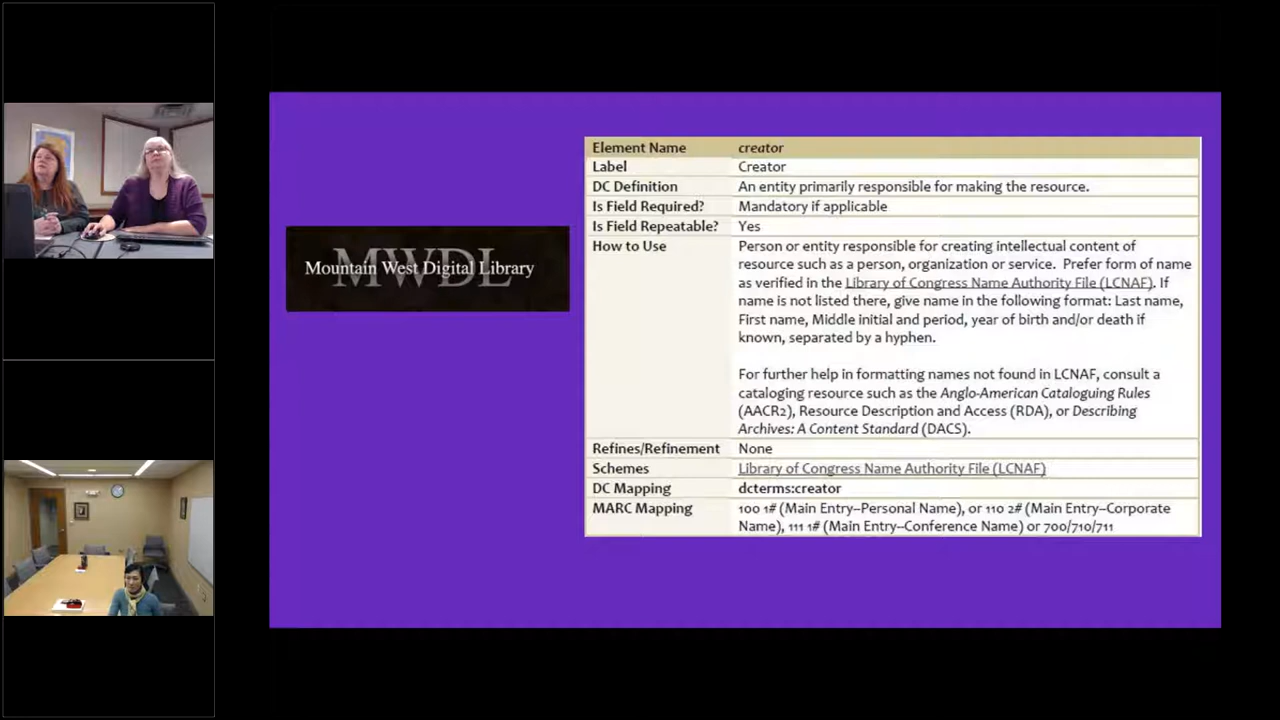 MWDL
Mountain West Digital Library
Element Name creator
Label Creator
DC Definition An entity primarily responsible for making the resource.
Is Field Required? Mandatory if applicable
Is Field Repeatable? Yes
How to Use Person or entity responsible for creating intellectual content of
resource such as a person, organization or service. Prefer form of name
as verified in the Library of Congress Name Authority File (LCNAF). If
name is not listed there, give name in the following format: Last name,
First name, Middle initial and period, year of birth and/or death if
known, separated by a hyphen.
For further help in formatting names not found in LCNAF, consult a
cataloging resource such as the Anglo-American Cataloguing Rules
(AACR2), Resource Description and Access (RDA), or Describing
Archives: A Content Standard (DACS).
Refines/Refinement None
Schemes Library of Congress Name Authority File (LCNAF)
DC Mapping dcterms:creator
MARC Mapping 100 1# (Main Entry–Personal Name), or 110 2# (Main Entry–Corporate
Name), 111 1# (Main Entry–Conference Name) or 700/710/711